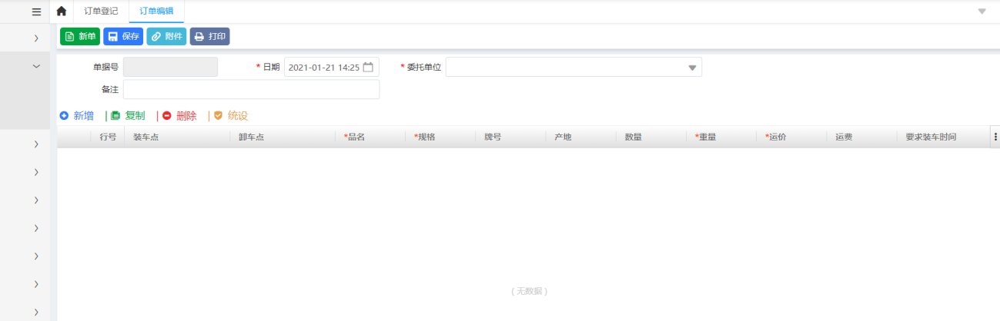 订单登记 订单编辑
新单 保存 附件 打印
单据号 * 日期 2021-01-21 14:25 * 委托单位
备注
新增 | 复制 | 删除 | 统设
行号 装车点 卸车点 *品名 *规格 牌号 产地 数量 *重量 *运价 运费 要求装车时间
( 无数据 )